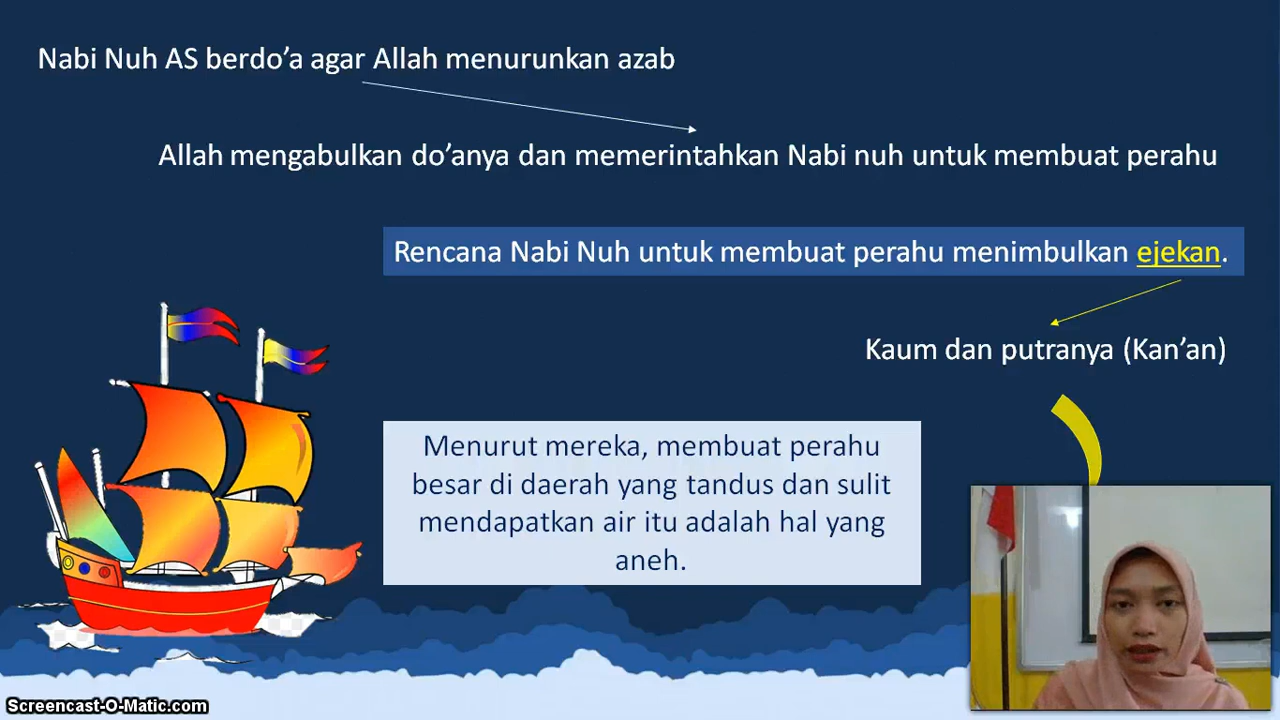 Nabi Nuh AS berdo’a agar Allah menurunkan azab
Allah mengabulkan do’anya dan memerintahkan Nabi nuh untuk membuat perahu
Rencana Nabi Nuh untuk membuat perahu menimbulkan ejekan.
Kaum dan putranya (Kan’an)
Menurut mereka, membuat perahu
besar di daerah yang tandus dan sulit
mendapatkan air itu adalah hal yang
aneh.
Screencast-O-Matic.com